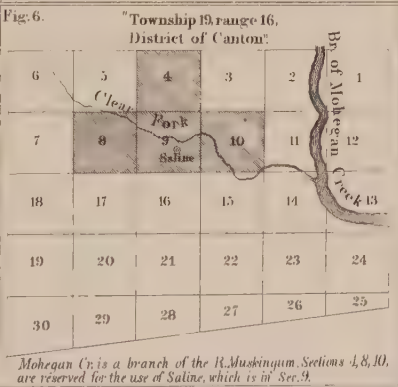 Fig: 6.
"Township 19, range 16,
District of Canton".
6 5 4 3 2 1
Clear
Fork
Br. of Mohegan Creek
7 8 9 10 11 12
Saline
18 17 16 15 14 13
19 20 21 22 23 24
30 29 28 27 26 25
Mohegan Cr. is a branch of the R. Muskingum. Sections 4, 8, 10,
are reserved for the use of Saline, which is in Sec. 9.